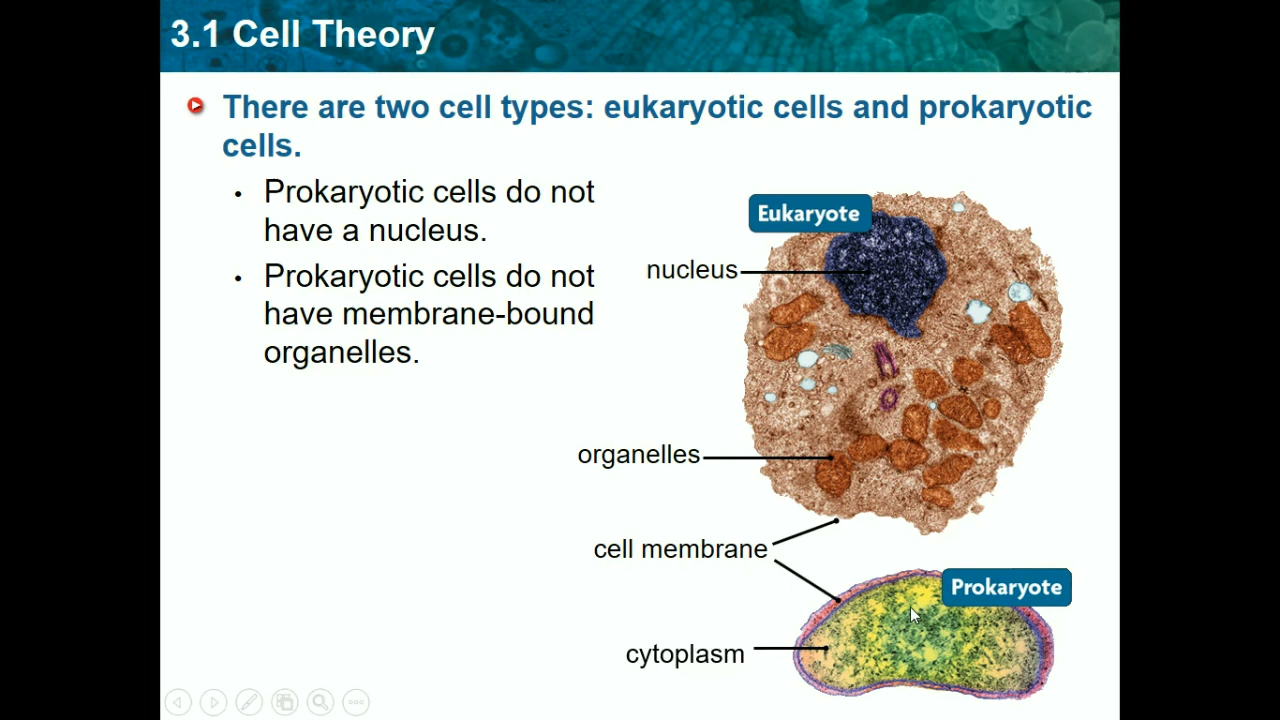 3.1 Cell Theory
There are two cell types: eukaryotic cells and prokaryotic
cells.
• Prokaryotic cells do not
have a nucleus.
• Prokaryotic cells do not
have membrane-bound
organelles.
Eukaryote
nucleus
organelles
cell membrane
Prokaryote
cytoplasm